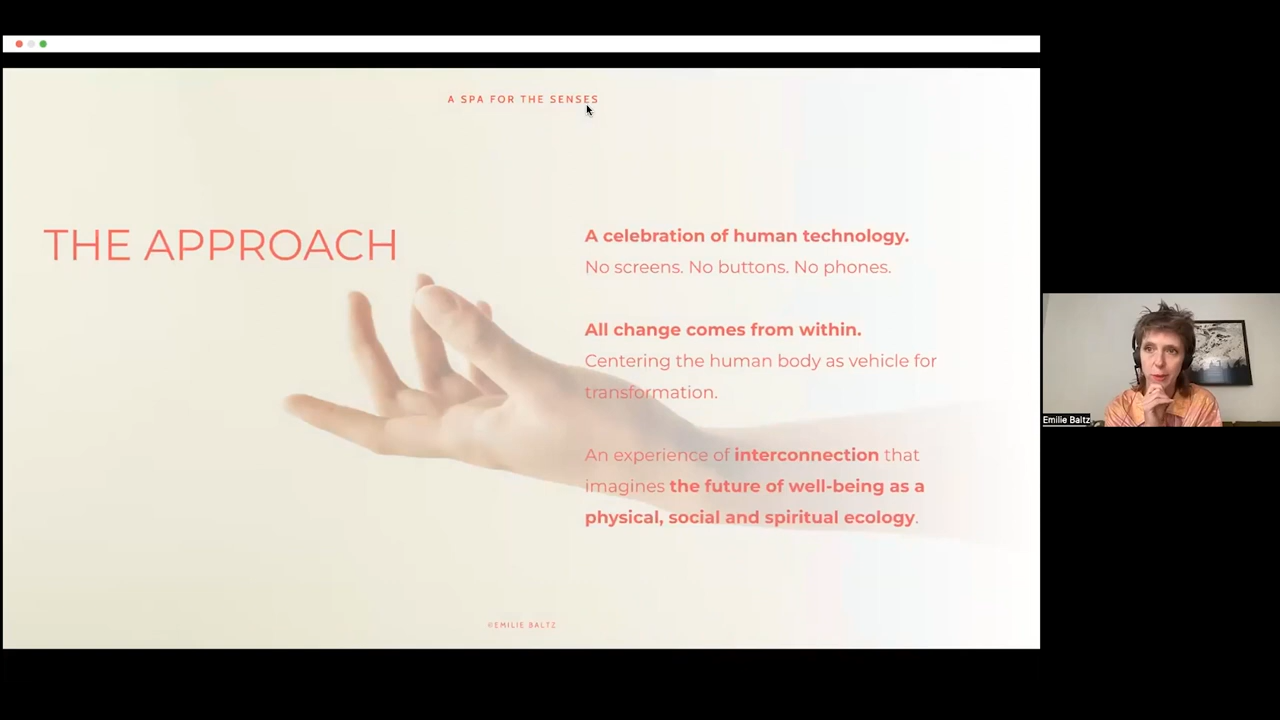 A SPA FOR THE SENSES
THE APPROACH
A celebration of human technology.
No screens. No buttons. No phones.
All change comes from within.
Centering the human body as vehicle for
transformation.
An experience of interconnection that
imagines the future of well-being as a
physical, social and spiritual ecology.
©EMILIE BALTZ
Emilie Baltz